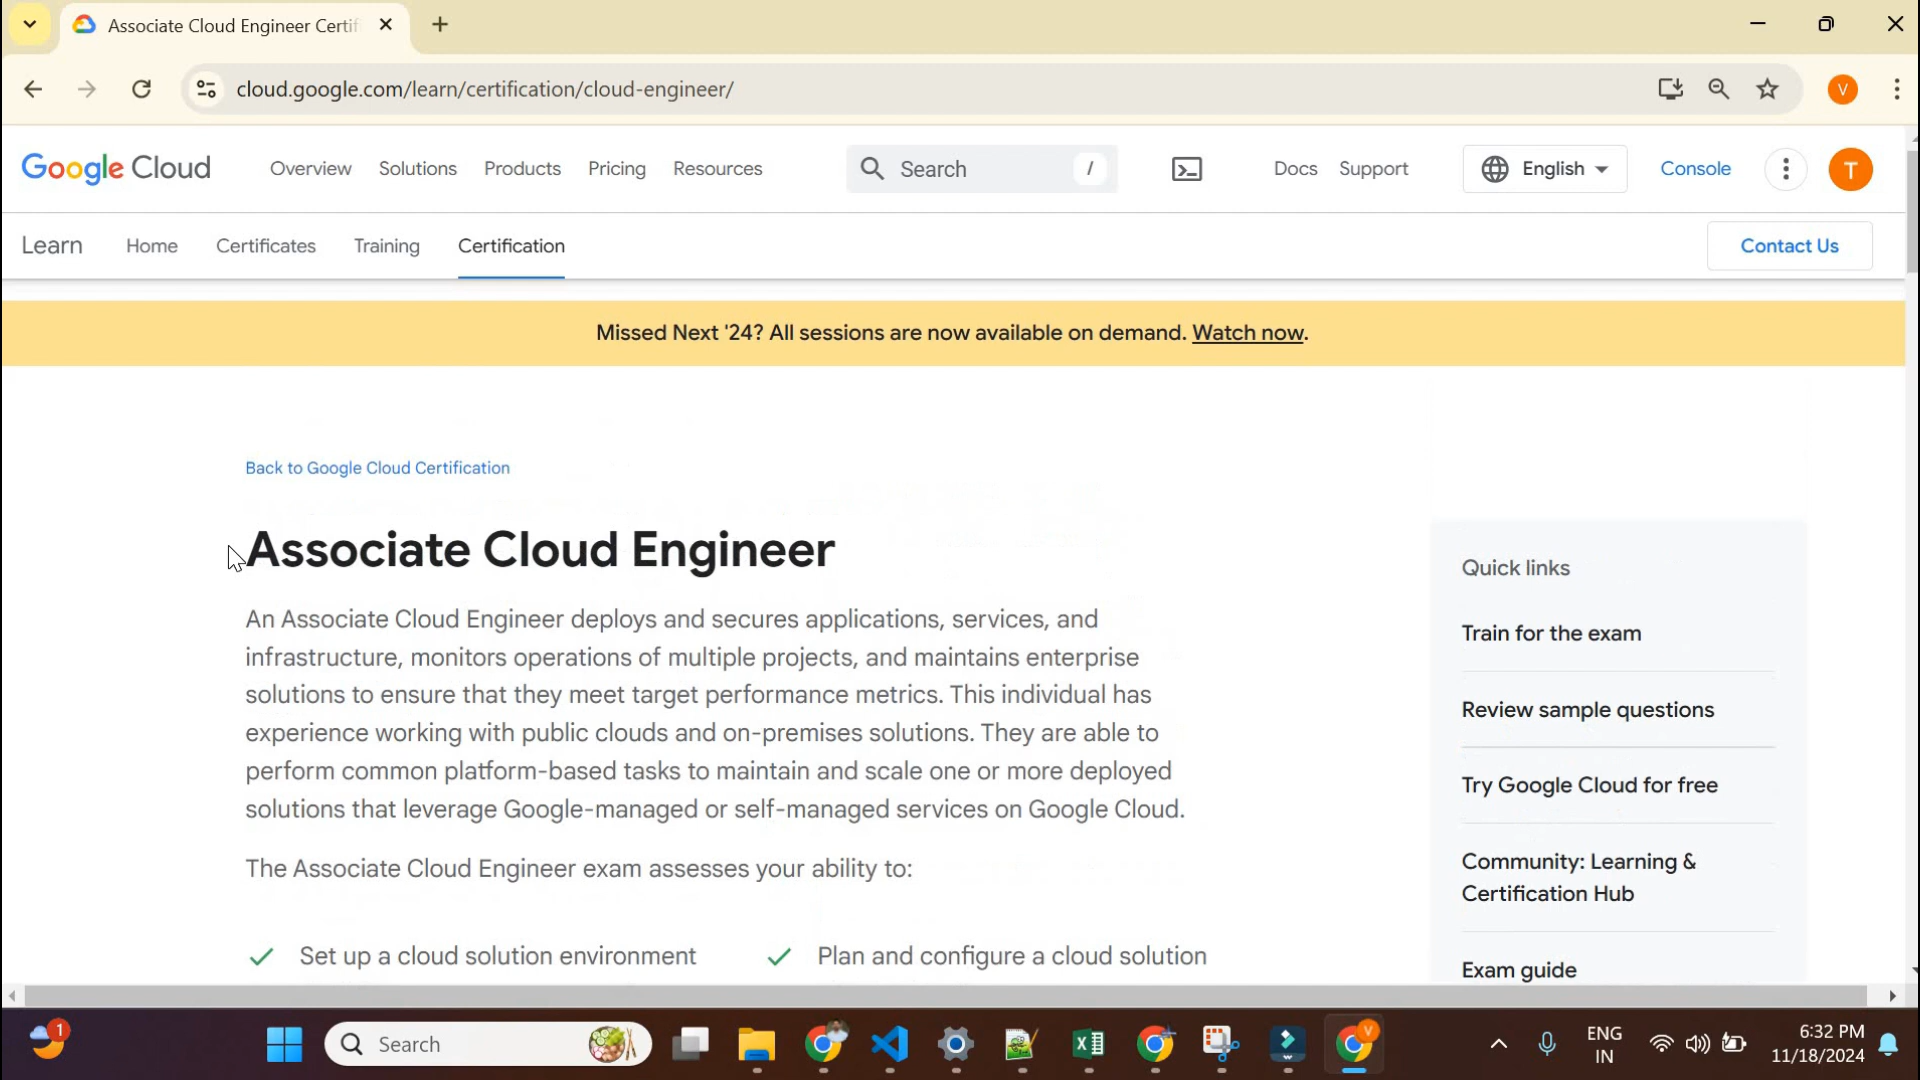 Associate Cloud Engineer Certifi
cloud.google.com/learn/certification/cloud-engineer/
V
Google Cloud Overview Solutions Products Pricing Resources Search / Docs Support English Console T
Learn Home Certificates Training Certification Contact Us
Missed Next '24? All sessions are now available on demand. Watch now.
Back to Google Cloud Certification
Associate Cloud Engineer
An Associate Cloud Engineer deploys and secures applications, services, and
infrastructure, monitors operations of multiple projects, and maintains enterprise
solutions to ensure that they meet target performance metrics. This individual has
experience working with public clouds and on-premises solutions. They are able to
perform common platform-based tasks to maintain and scale one or more deployed
solutions that leverage Google-managed or self-managed services on Google Cloud.
The Associate Cloud Engineer exam assesses your ability to:
Set up a cloud solution environment
Plan and configure a cloud solution
Quick links
Train for the exam
Review sample questions
Try Google Cloud for free
Community: Learning &
Certification Hub
Exam guide
1
Search
V
ENG
IN
6:32 PM
11/18/2024